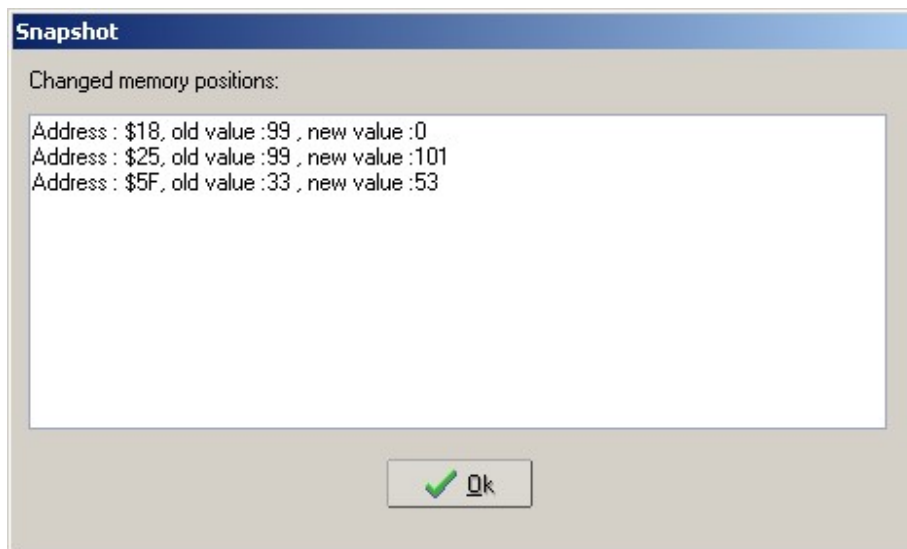 Snapshot
Changed memory positions:
Address : $18, old value :99 , new value :0
Address : $25, old value :99 , new value :101
Address : $5F, old value :33 , new value :53
Ok